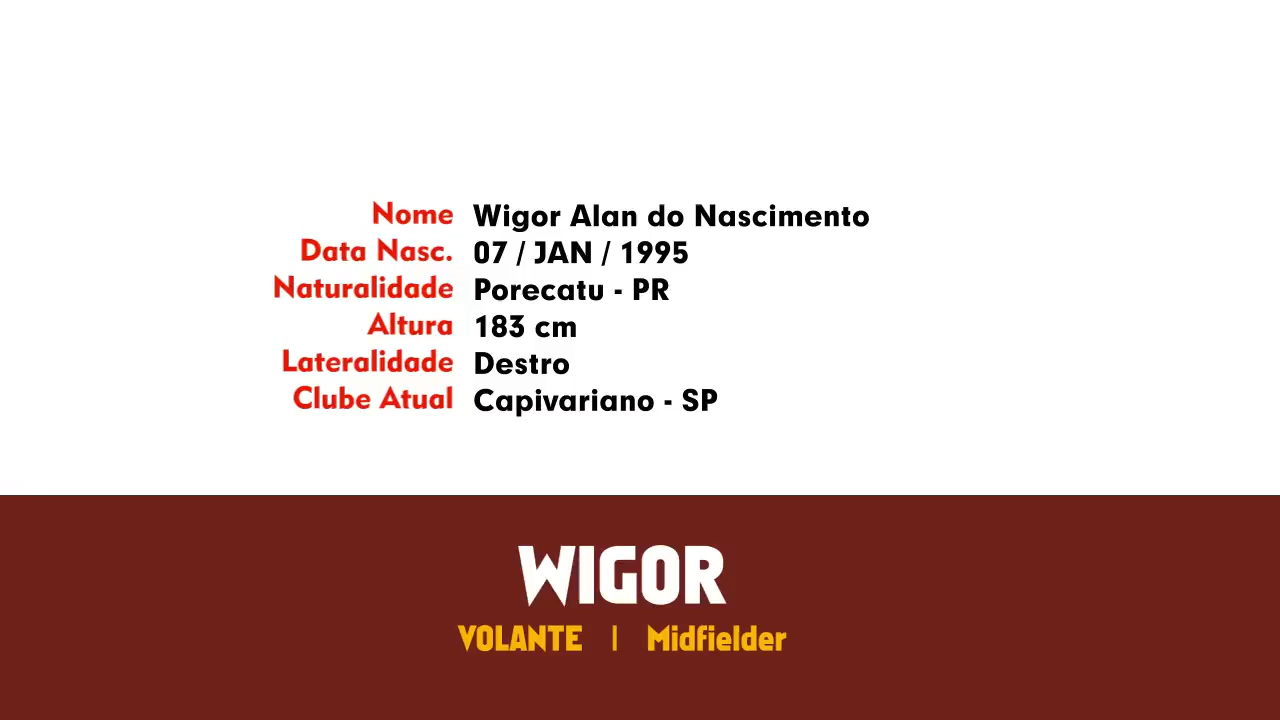 Nome Wigor Alan do Nascimento
Data Nasc. 07 / JAN / 1995
Naturalidade Porecatu - PR
Altura 183 cm
Lateralidade Destro
Clube Atual Capivariano - SP
WIGOR
VOLANTE | Midfielder